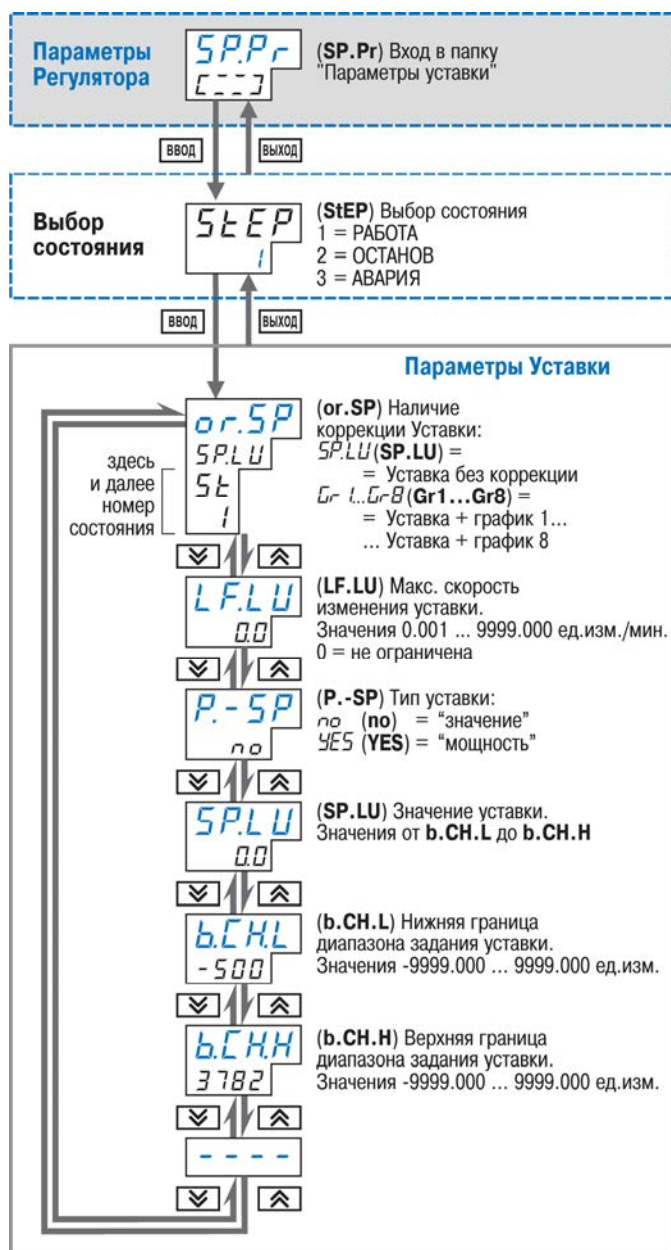 Параметры
Регулятора
SP.Pr
[---]
(SP.Pr) Вход в папку
"Параметры уставки"
ВВОД
ВЫХОД
Выбор
состояния
StEP
1
(StEP) Выбор состояния
1 = РАБОТА
2 = ОСТАНОВ
3 = АВАРИЯ
ВВОД
ВЫХОД
Параметры Уставки
здесь
и далее
номер
состояния
or.SP
SP.LU
St
1
(or.SP) Наличие
коррекции Уставки:
SP.LU (SP.LU) =
= Уставка без коррекции
Gr 1...Gr8 (Gr1...Gr8) =
= Уставка + график 1...
... Уставка + график 8
LF.LU
0.0
(LF.LU) Макс. скорость
изменения уставки.
Значения 0.001 ... 9999.000 ед.изм./мин.
0 = не ограничена
P.-SP
no
(P.-SP) Тип уставки:
no (no) = “значение”
YES (YES) = “мощность”
SP.LU
0.0
(SP.LU) Значение уставки.
Значения от b.CH.L до b.CH.H
b.CH.L
-500
(b.CH.L) Нижняя граница
диапазона задания уставки.
Значения -9999.000 ... 9999.000 ед.изм.
b.CH.H
3782
(b.CH.H) Верхняя граница
диапазона задания уставки.
Значения -9999.000 ... 9999.000 ед.изм.
- - - -